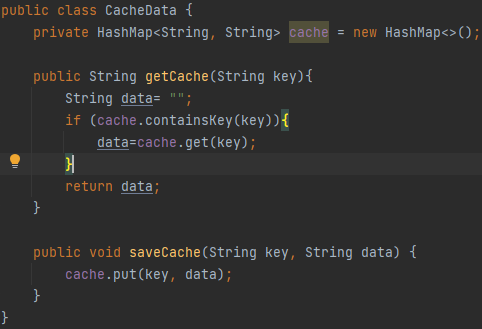 public class CacheData {
    private HashMap<String, String> cache = new HashMap<>();
    public String getCache(String key){
        String data= "";
        if (cache.containsKey(key)){
            data=cache.get(key);
        }
        return data;
    }
    public void saveCache(String key, String data) {
        cache.put(key, data);
    }
}